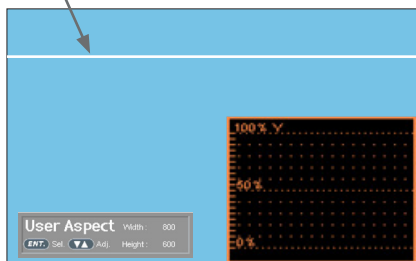 100% Y
50%
0%
User Aspect Width : 800
ENT. Sel. ▼▲ Adj. Height : 600